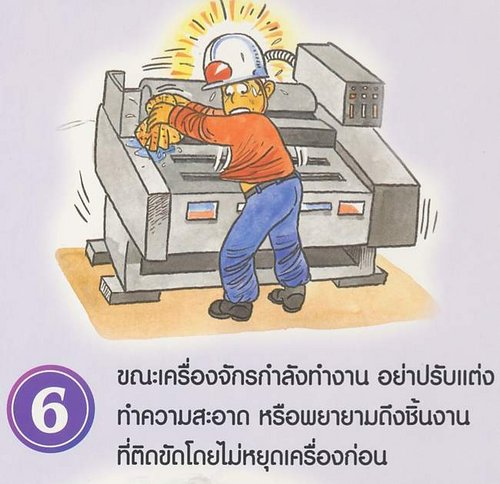 6
ขณะเครื่องจักรกำลังทำงาน อย่าปรับแต่ง
ทำความสะอาด หรือพยายามดึงชิ้นงาน
ที่ติดขัดโดยไม่หยุดเครื่องก่อน